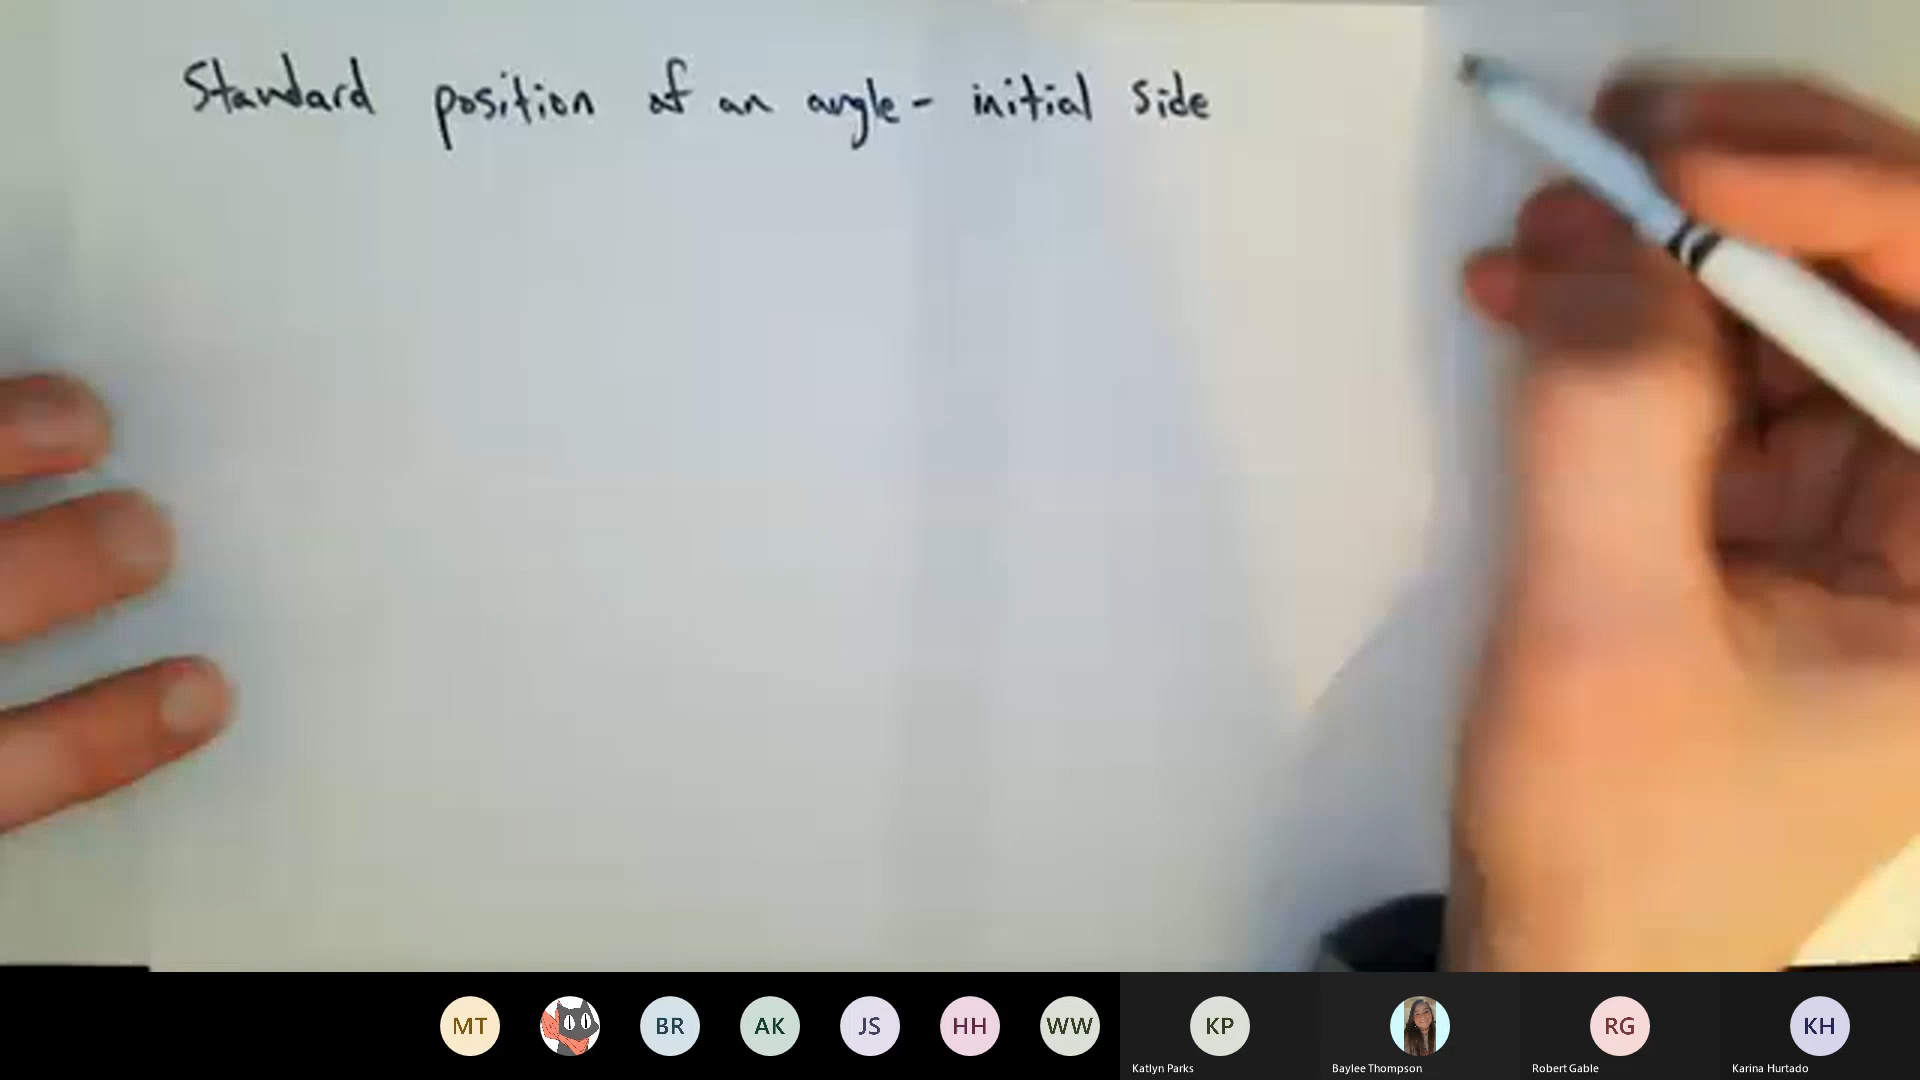 Standard position of an angle - initial side
MT BR AK JS HH WW KP RG KH
Katlyn Parks Baylee Thompson Robert Gable Karina Hurtado